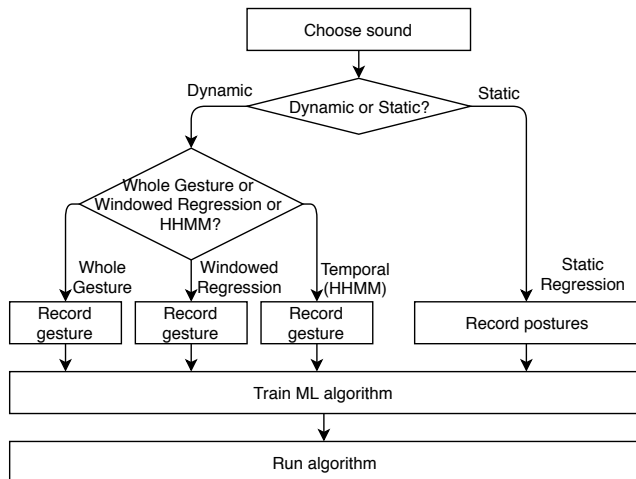 Choose sound
Dynamic
Dynamic or Static?
Static
Whole Gesture or
Windowed Regression or
HHMM?
Whole
Gesture
Windowed
Regression
Temporal
(HHMM)
Static
Regression
Record
gesture
Record
gesture
Record
gesture
Record postures
Train ML algorithm
Run algorithm